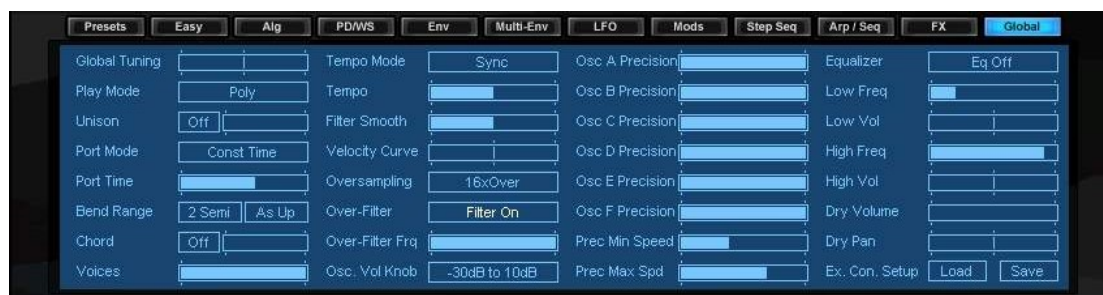 Presets Easy Alg PD/WS Env Multi-Env LFO Mods Step Seq Arp / Seq FX Global
Global Tuning Tempo Mode Sync Osc A Precision Equalizer Eq Off
Play Mode Poly Tempo Osc B Precision Low Freq
Unison Off Filter Smooth Osc C Precision Low Vol
Port Mode Const Time Velocity Curve Osc D Precision High Freq
Port Time Oversampling 16xOver Osc E Precision High Vol
Bend Range 2 Semi As Up Over-Filter Filter On Osc F Precision Dry Volume
Chord Off Over-Filter Frq Prec Min Speed Dry Pan
Voices Osc. Vol Knob -30dB to 10dB Prec Max Spd Ex. Con. Setup Load Save